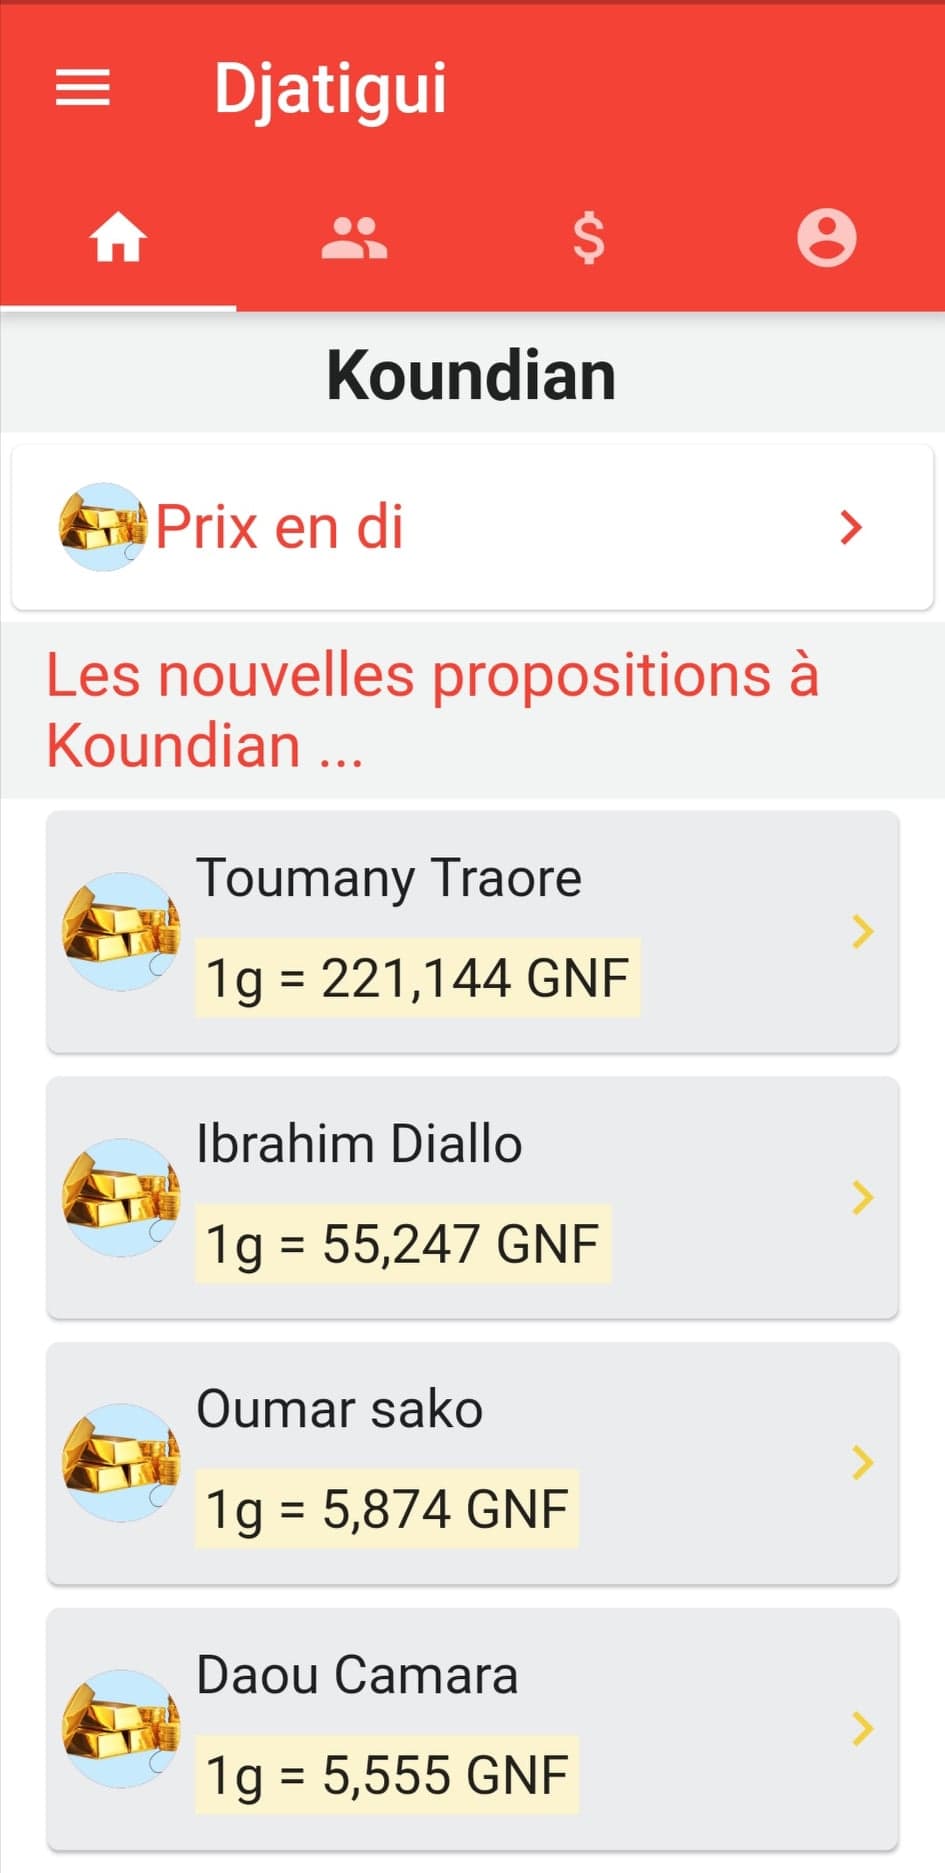 Djatigui
Koundian
Prix en di
Les nouvelles propositions à
Koundian ...
Toumany Traore
1g = 221,144 GNF
Ibrahim Diallo
1g = 55,247 GNF
Oumar sako
1g = 5,874 GNF
Daou Camara
1g = 5,555 GNF